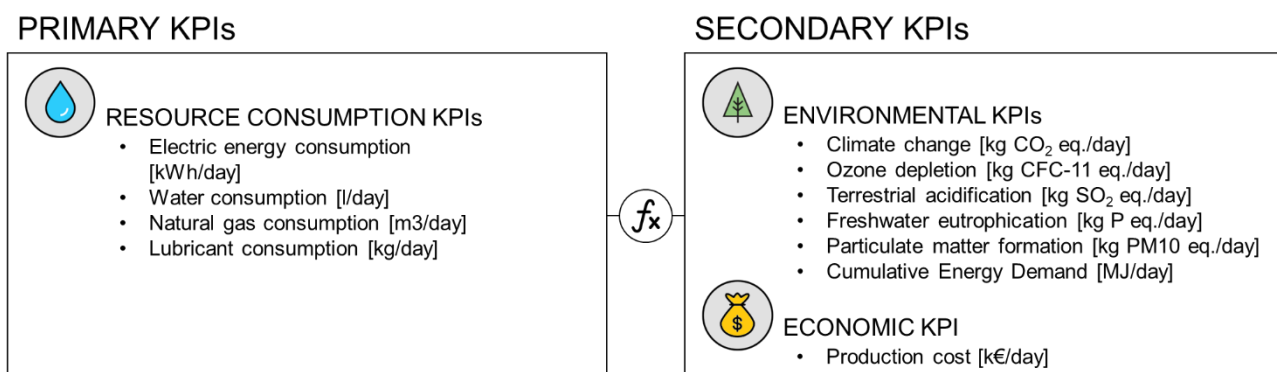 PRIMARY KPIs
RESOURCE CONSUMPTION KPIs
• Electric energy consumption
[kWh/day]
• Water consumption [l/day]
• Natural gas consumption [m3/day]
• Lubricant consumption [kg/day]
fx
SECONDARY KPIs
ENVIRONMENTAL KPIs
• Climate change [kg CO₂ eq./day]
• Ozone depletion [kg CFC-11 eq./day]
• Terrestrial acidification [kg SO₂ eq./day]
• Freshwater eutrophication [kg P eq./day]
• Particulate matter formation [kg PM10 eq./day]
• Cumulative Energy Demand [MJ/day]
$
ECONOMIC KPI
• Production cost [k€/day]